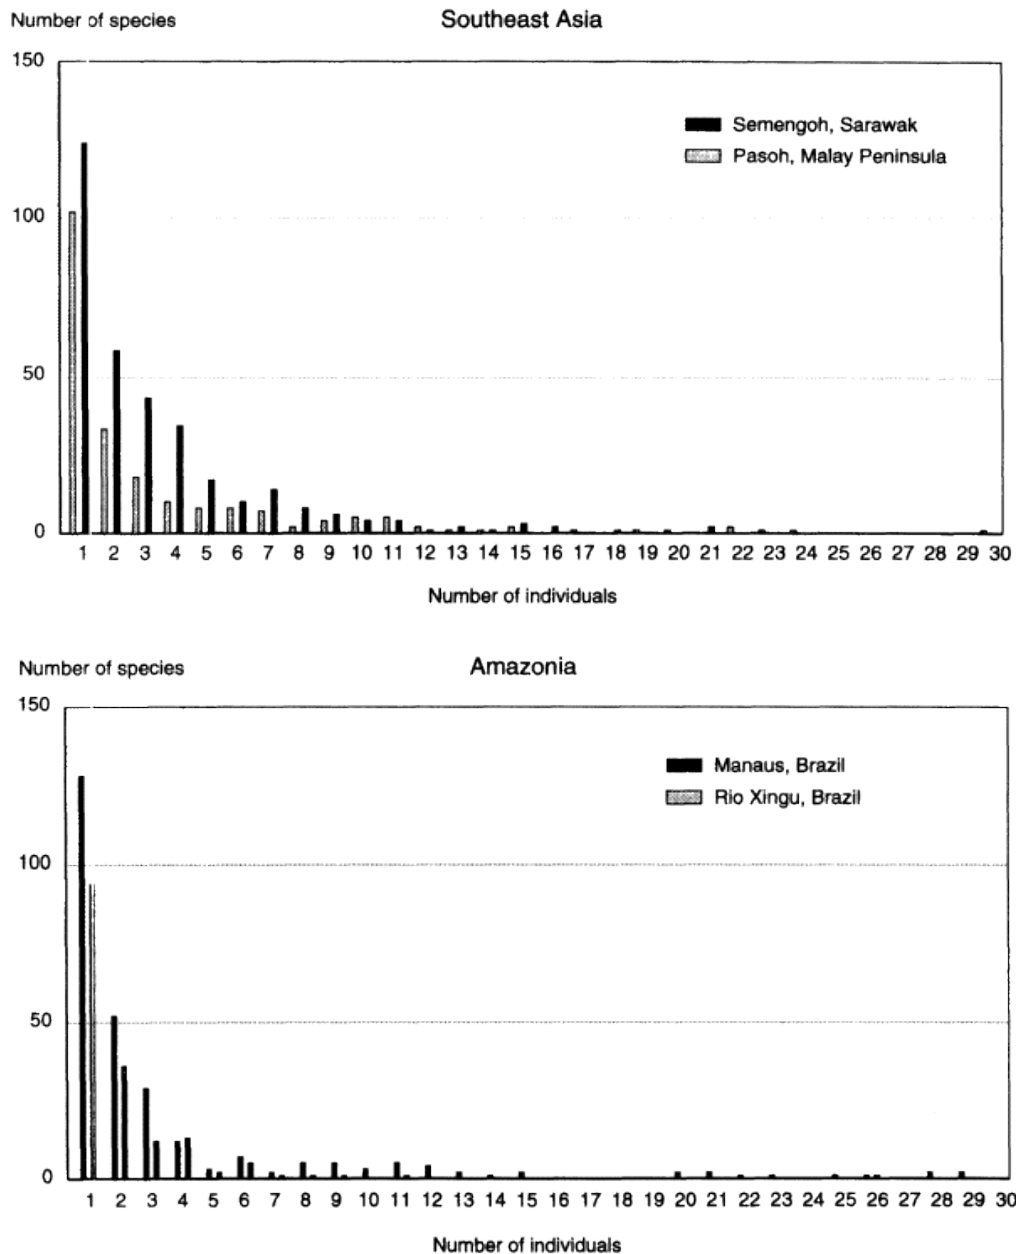 Number of species
Southeast Asia
150
Semengoh, Sarawak
Pasoh, Malay Peninsula
100
50
0
1 2 3 4 5 6 7 8 9 10 11 12 13 14 15 16 17 18 19 20 21 22 23 24 25 26 27 28 29 30
Number of individuals
Number of species
Amazonia
150
Manaus, Brazil
Rio Xingu, Brazil
100
50
0
1 2 3 4 5 6 7 8 9 10 11 12 13 14 15 16 17 18 19 20 21 22 23 24 25 26 27 28 29 30
Number of individuals